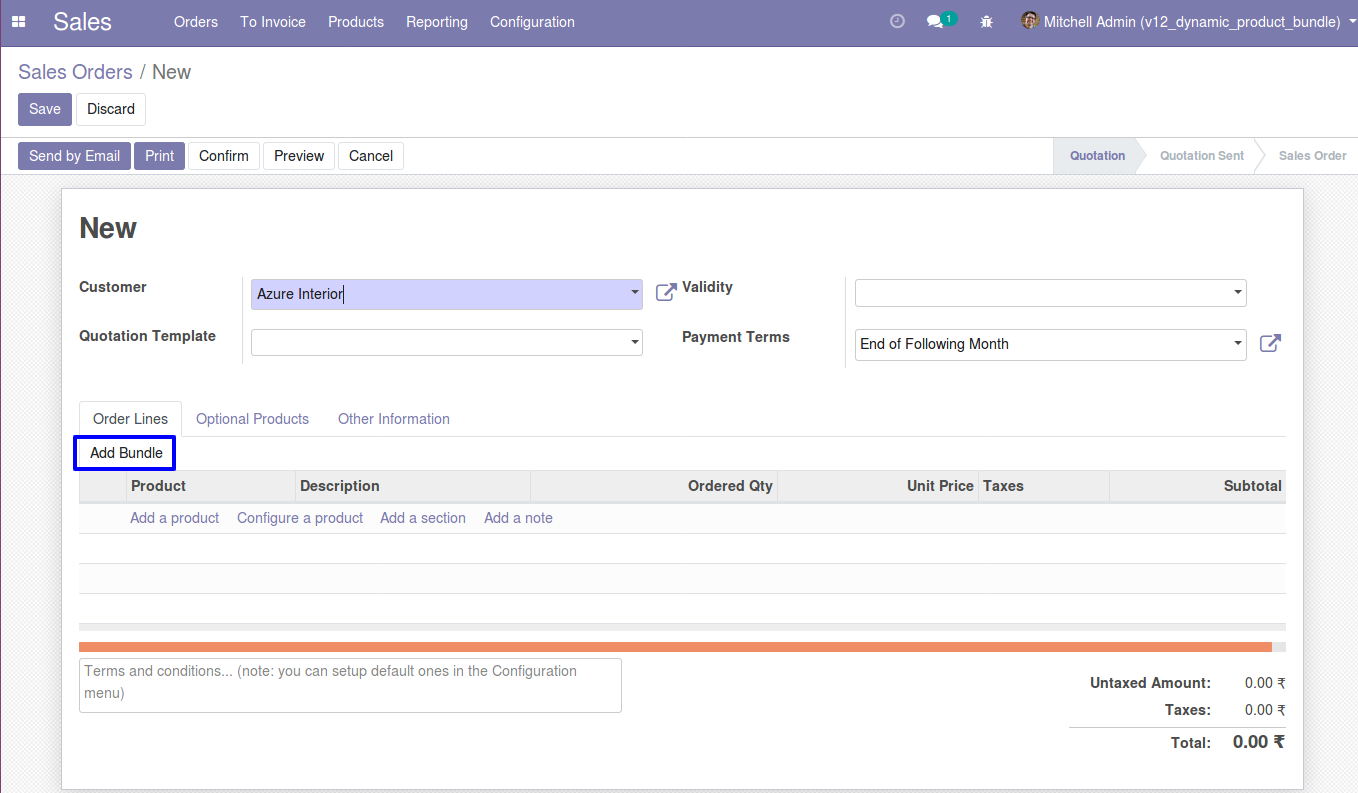 Sales Orders To Invoice Products Reporting Configuration 1 Mitchell Admin (v12_dynamic_product_bundle)
Sales Orders / New
Save Discard
Send by Email Print Confirm Preview Cancel Quotation Quotation Sent Sales Order
New
Customer Azure Interior Validity
Quotation Template Payment Terms End of Following Month
Order Lines Optional Products Other Information
Add Bundle
Product Description Ordered Qty Unit Price Taxes Subtotal
Add a product Configure a product Add a section Add a note
Terms and conditions... (note: you can setup default ones in the Configuration
menu)
Untaxed Amount: 0.00 ₹
Taxes: 0.00 ₹
Total: 0.00 ₹